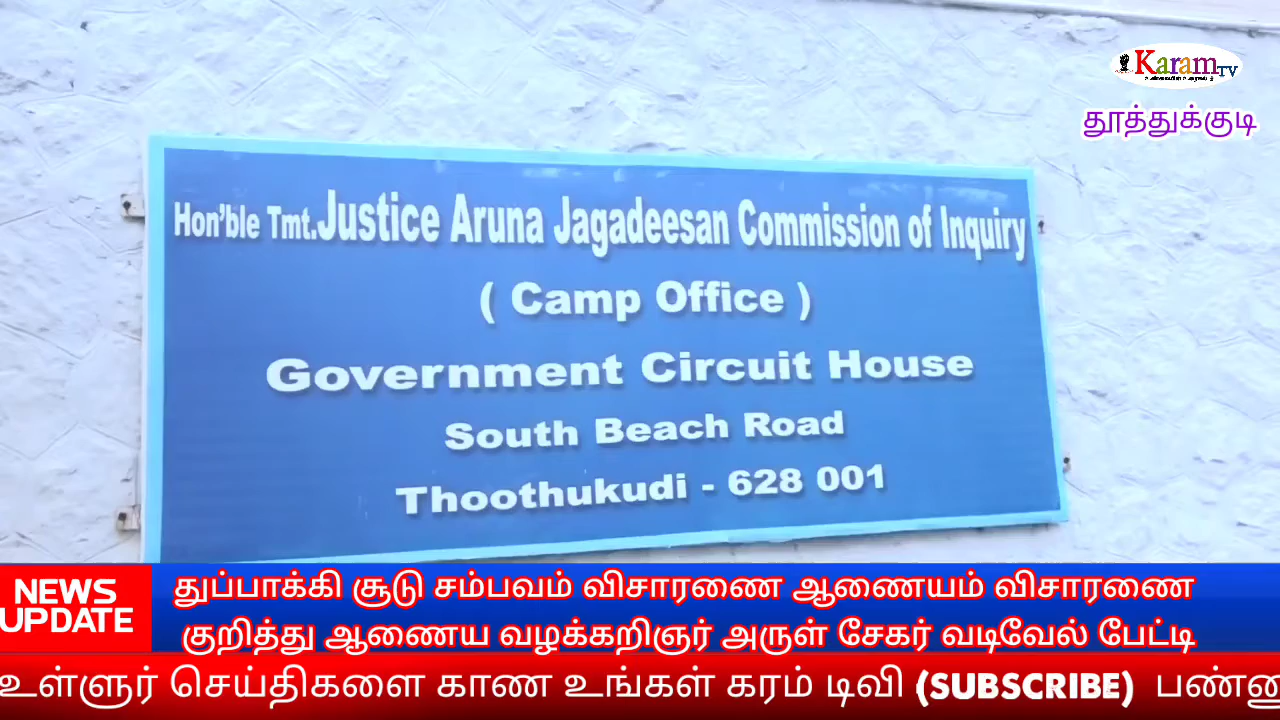 Karam TV
தூத்துக்குடி
Hon'ble Tmt.Justice Aruna Jagadeesan Commission of Inquiry
( Camp Office )
Government Circuit House
South Beach Road
Thoothukudi - 628 001
NEWS UPDATE
துப்பாக்கி சூடு சம்பவம் விசாரணை ஆணையம் விசாரணை
குறித்து ஆணைய வழக்கறிஞர் அருள் சேகர் வடிவேல் பேட்டி
உள்ளுர் செய்திகளை காண உங்கள் கரம் டிவி (SUBSCRIBE) பண்ணு